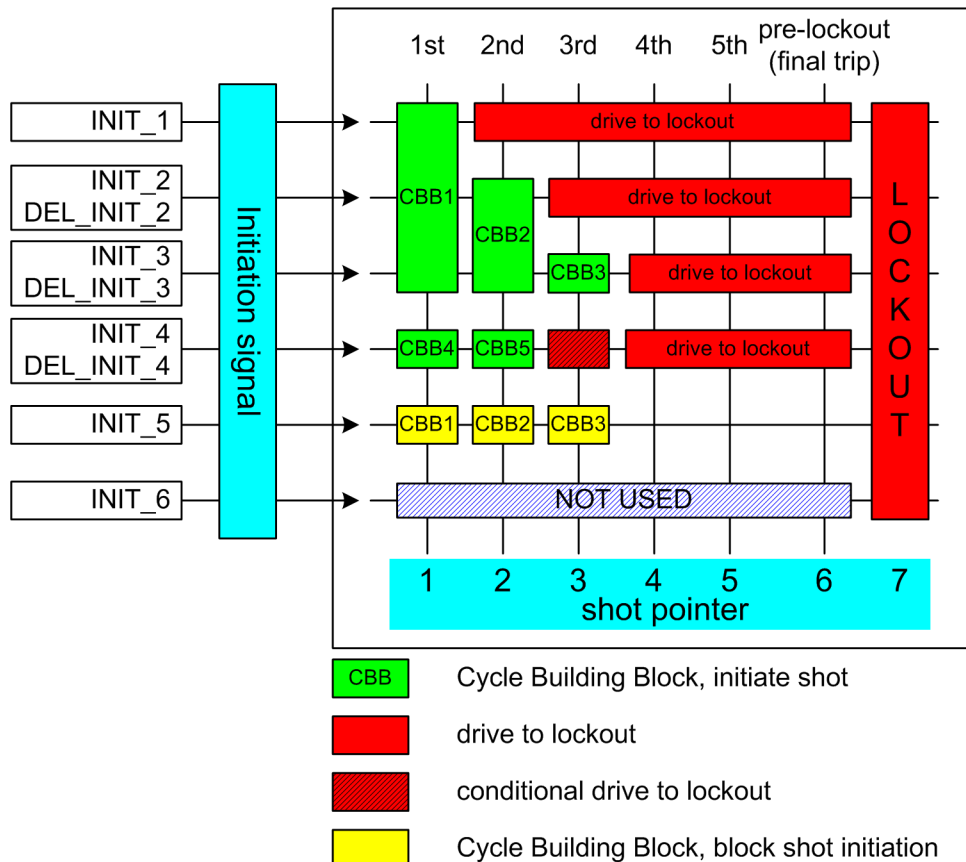 1st 2nd 3rd 4th 5th pre-lockout
(final trip)
INIT_1
drive to lockout
INIT_2
DEL_INIT_2
CBB1
drive to lockout
CBB2
INIT_3
DEL_INIT_3
CBB3
drive to lockout
INIT_4
DEL_INIT_4
CBB4
CBB5
drive to lockout
INIT_5
CBB1
CBB2
CBB3
INIT_6
NOT USED
Initiation signal
LOCKOUT
1 2 3 4 5 6 7
shot pointer
CBB Cycle Building Block, initiate shot
drive to lockout
conditional drive to lockout
Cycle Building Block, block shot initiation